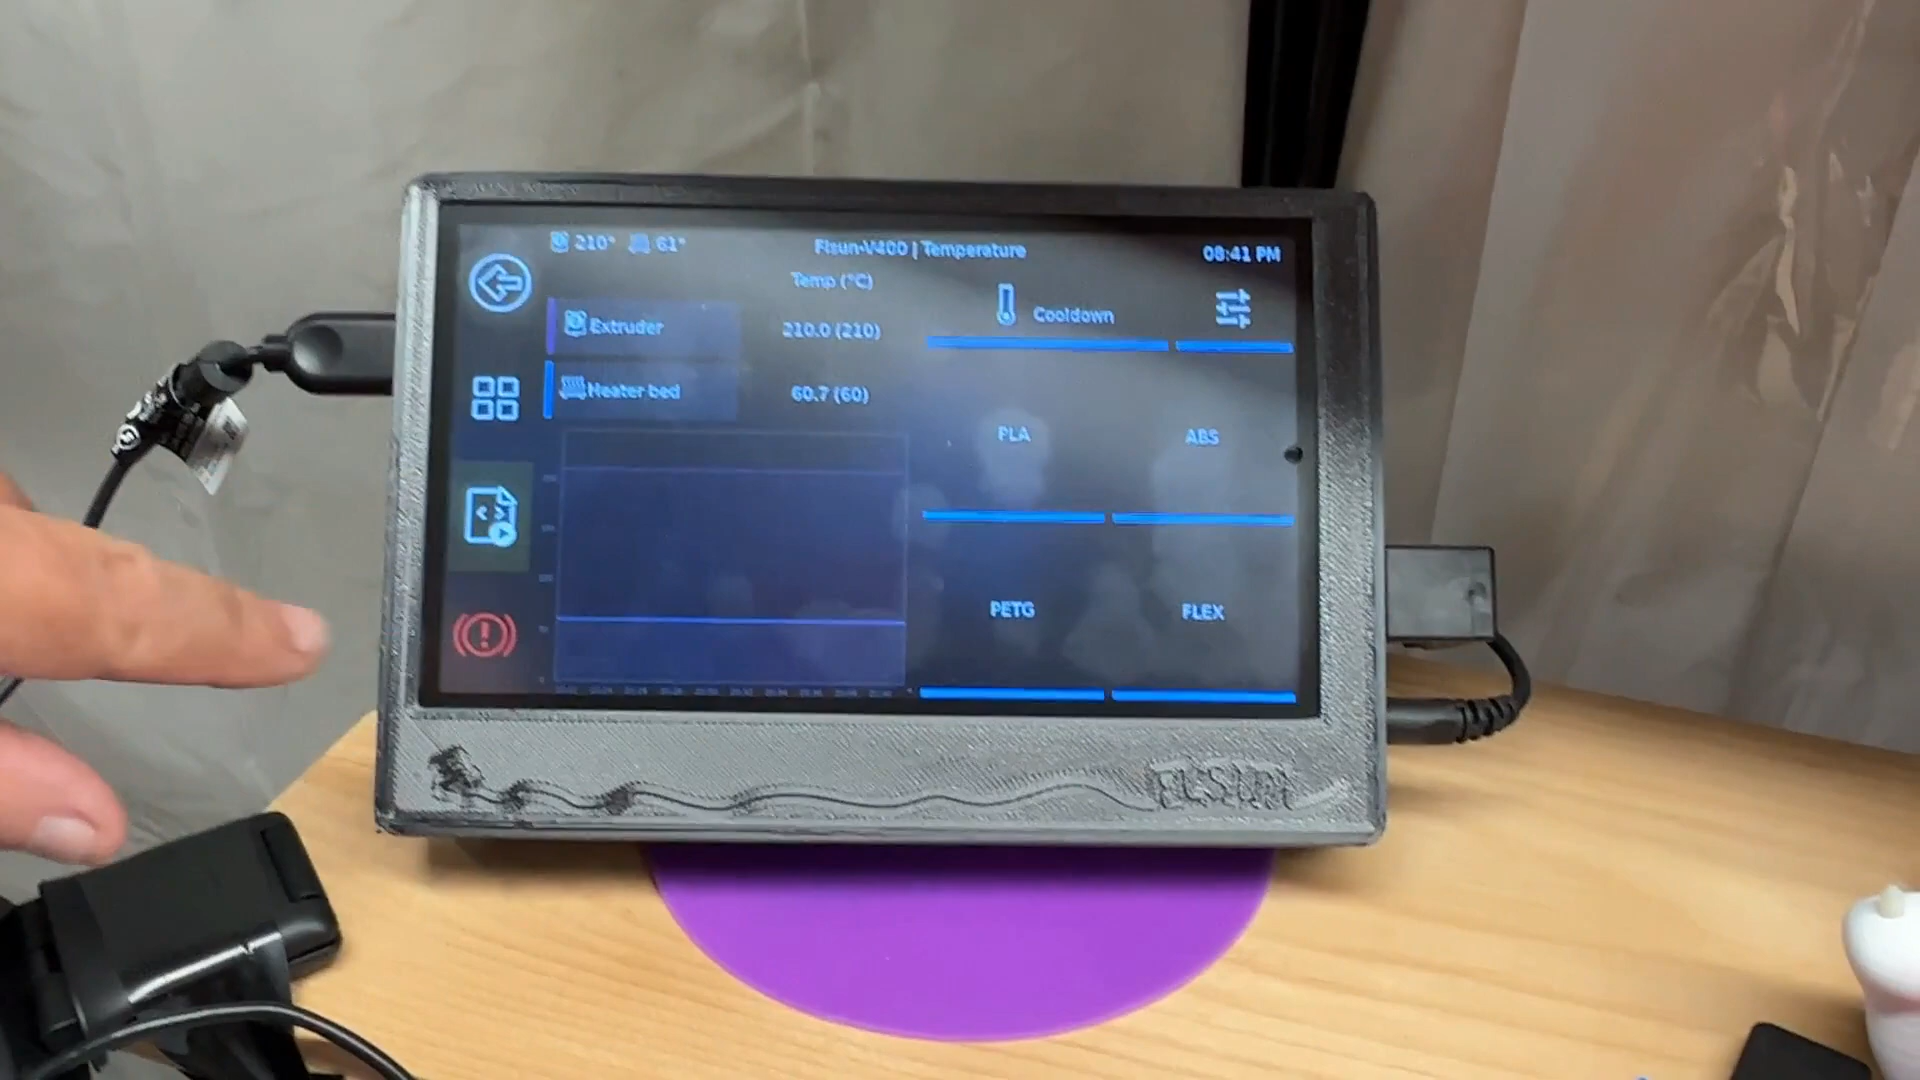 210° 61° Flsun-V400 | Temperature 08:41 PM
Temp (°C)
Extruder 210.0 (210)
Heater bed 60.7 (60)
Cooldown
PLA ABS
PETG FLEX
FLSUN